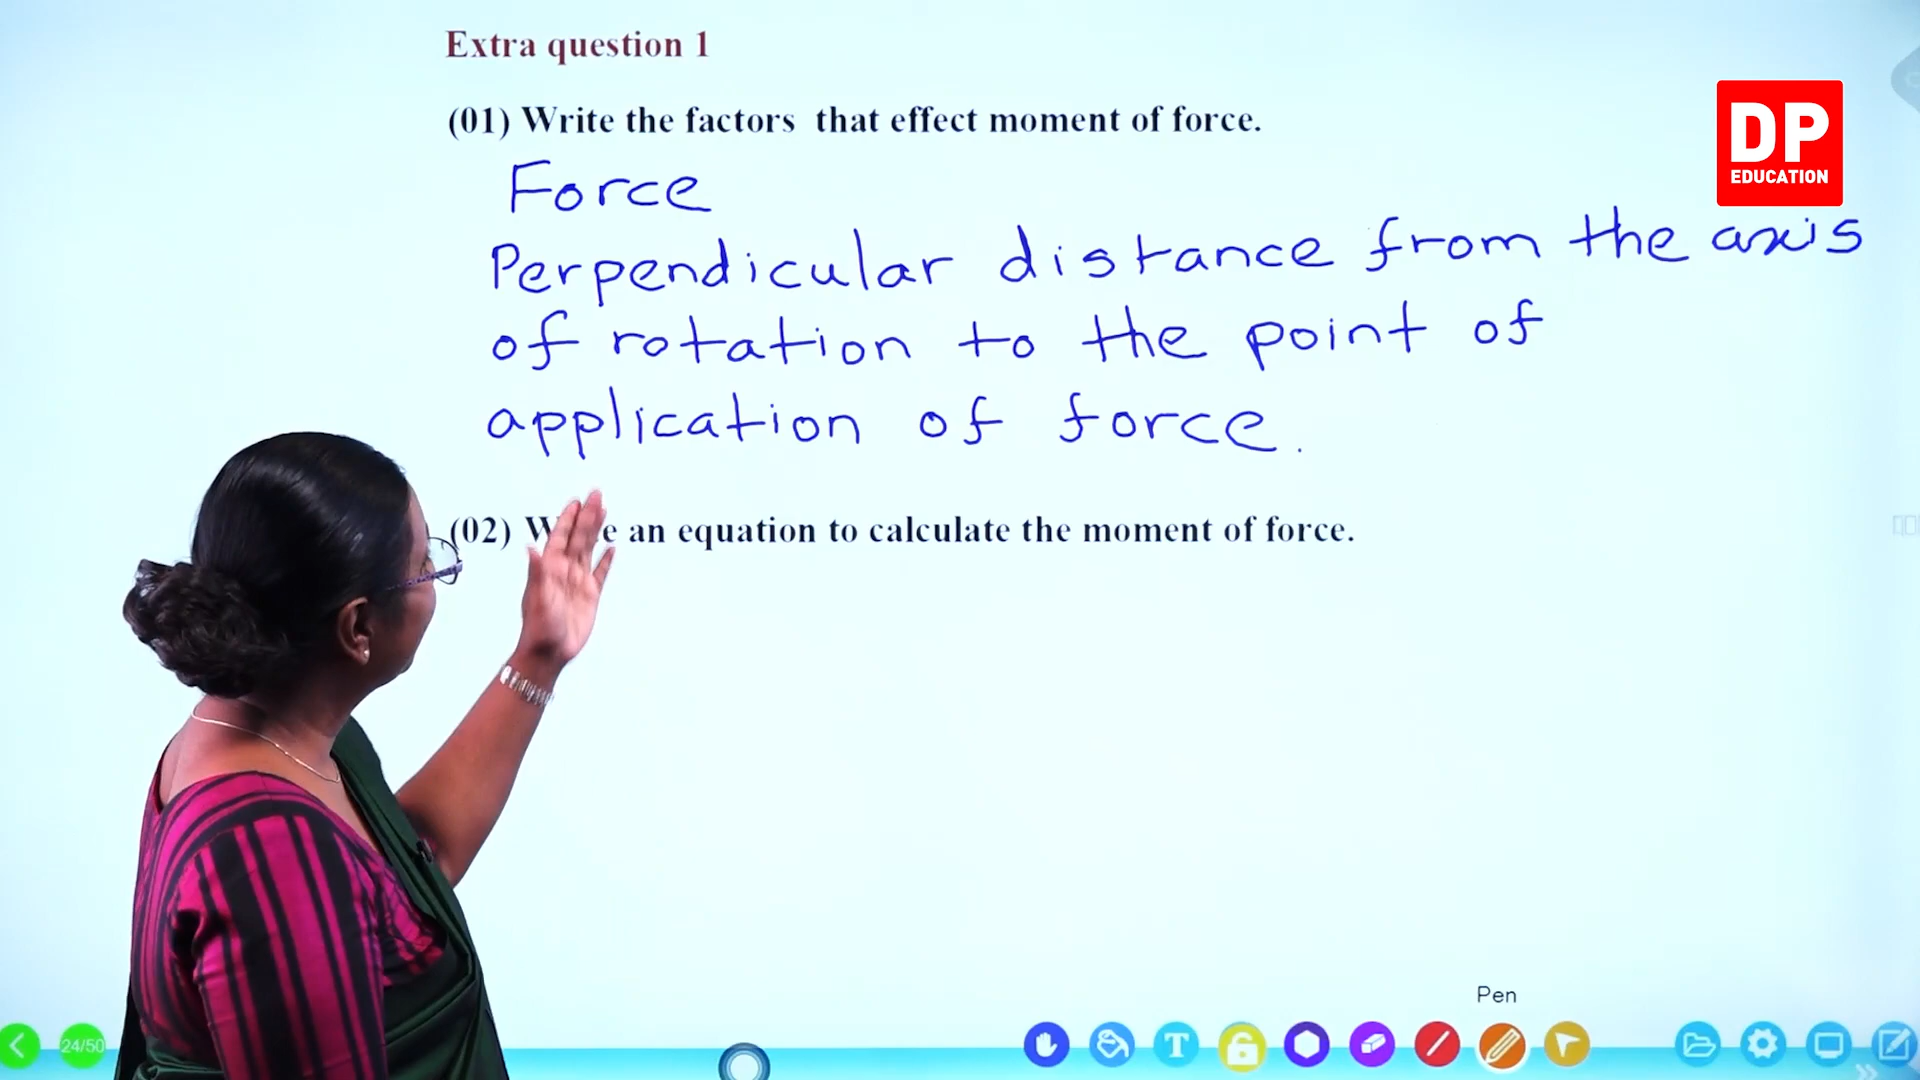 Extra question 1
(01) Write the factors that effect moment of force.
DP
EDUCATION
Force
Perpendicular distance from the axis
of rotation to the point of
application of force.
(02) an equation to calculate the moment of force.
Pen
24/50
T